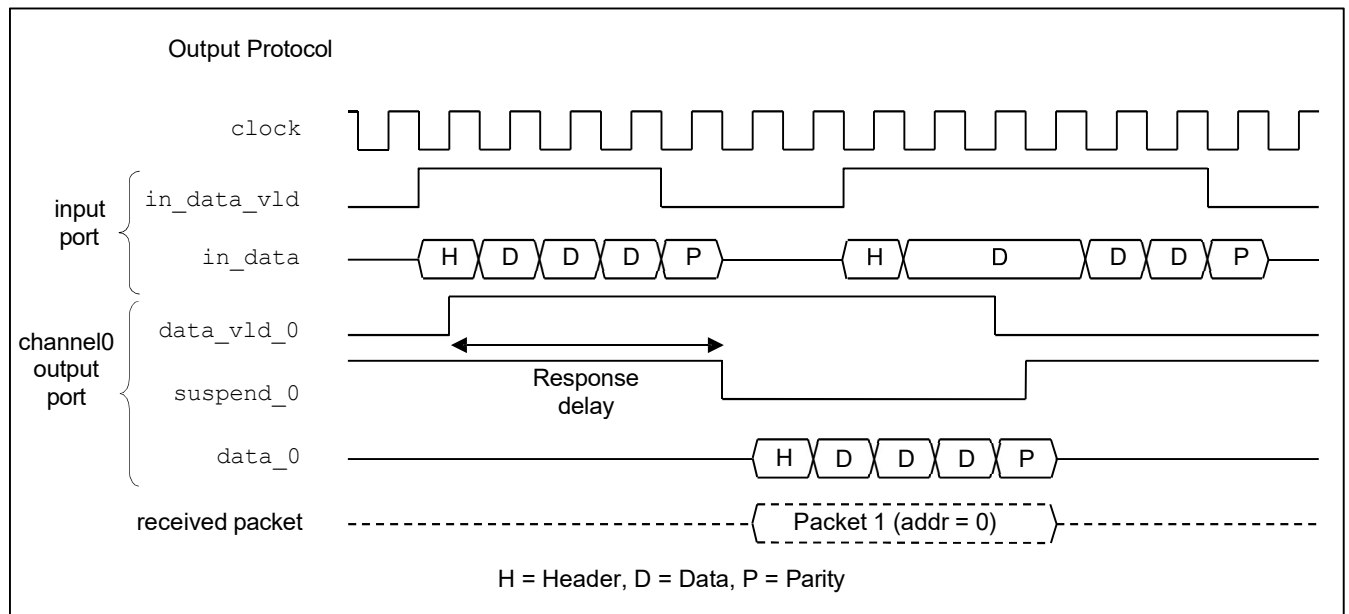 Output Protocol
clock
input
port
in_data_vld
in_data
H D D D P H D D D P
channel0
output
port
data_vld_0
Response
delay
suspend_0
data_0
H D D D P
received packet
Packet 1 (addr = 0)
H = Header, D = Data, P = Parity